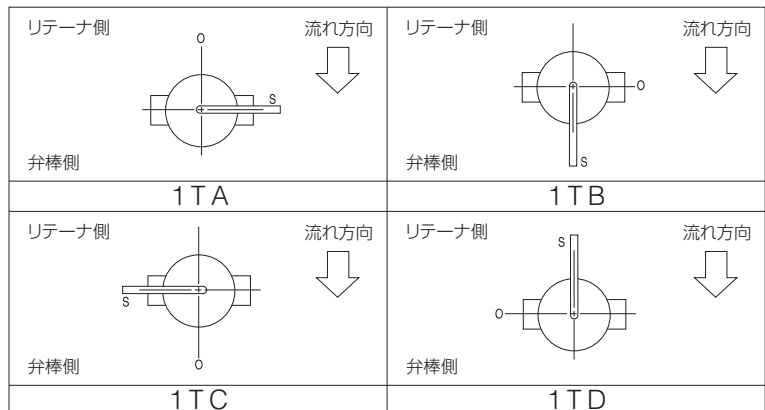 リテーナ側
O
流れ方向
S
弁棒側
1TA
リテーナ側
流れ方向
O
S
弁棒側
1TB
リテーナ側
流れ方向
S
O
弁棒側
1TC
リテーナ側
S
流れ方向
O
弁棒側
1TD